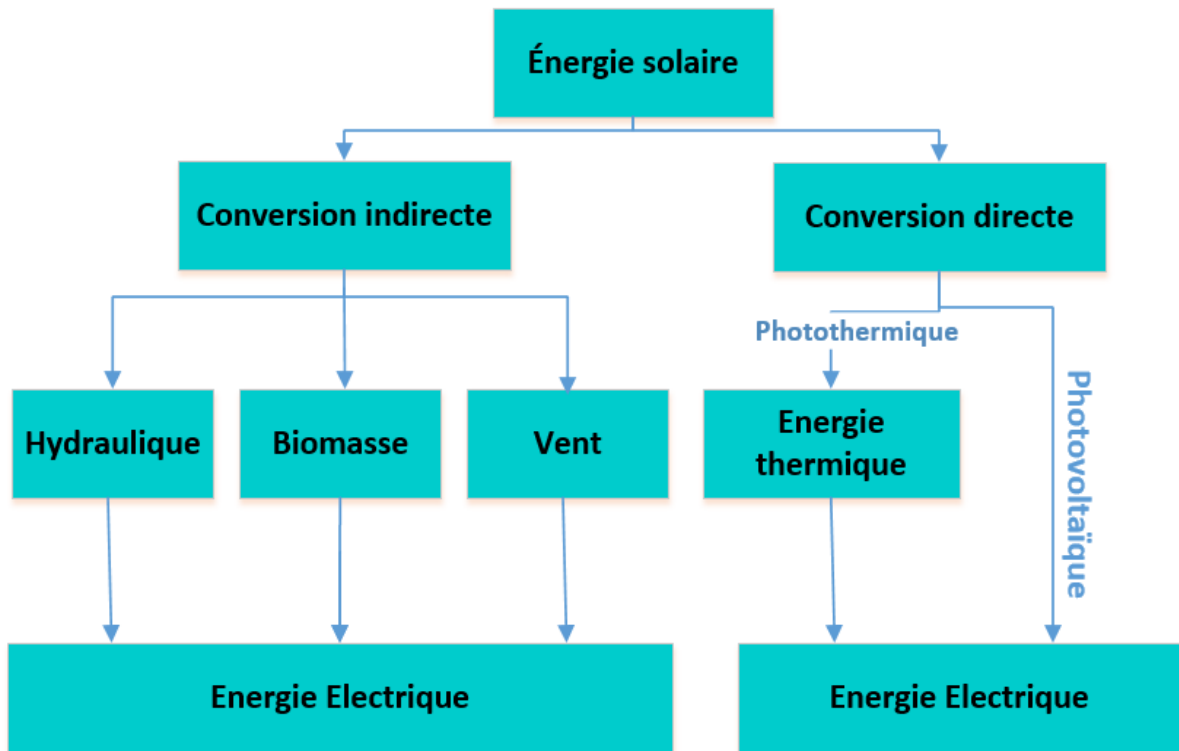 Énergie solaire
Conversion indirecte
Conversion directe
Photothermique
Photovoltaïque
Hydraulique
Biomasse
Vent
Energie
thermique
Energie Electrique
Energie Electrique